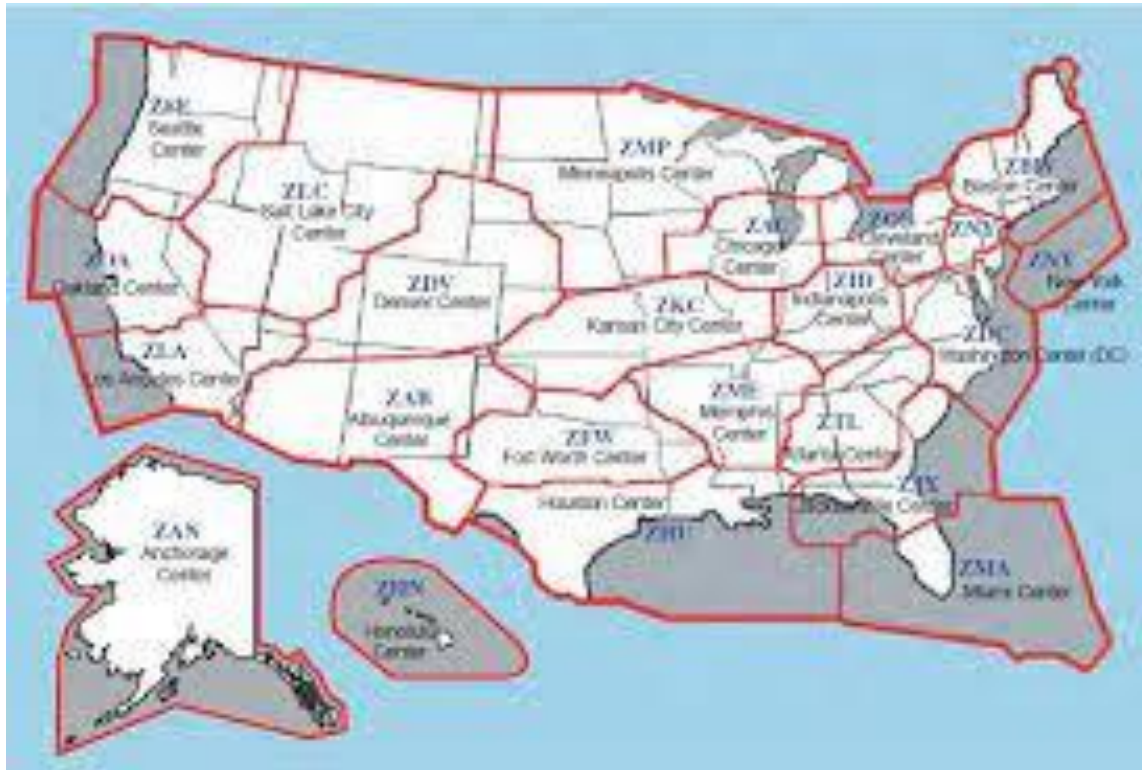 ZSE
Seattle
Center
ZLC
Salt Lake City
Center
ZMP
Minneapolis Center
ZBW
Boston Center
ZAU
Chicago
Center
ZOB
Cleveland
Center
ZNY
ZNY
New York
Center
ZOA
Oakland Center
ZDV
Denver Center
ZKC
Kansas City Center
ZID
Indianapolis
Center
ZDC
Washington Center (DC)
ZLA
Los Angeles Center
ZAB
Albuquerque
Center
ZFW
Fort Worth Center
ZME
Memphis
Center
ZTL
Atlanta Center
ZJX
Jacksonville Center
Houston Center
ZHU
ZMA
Miami Center
ZAN
Anchorage
Center
ZHN
Honolulu
Center